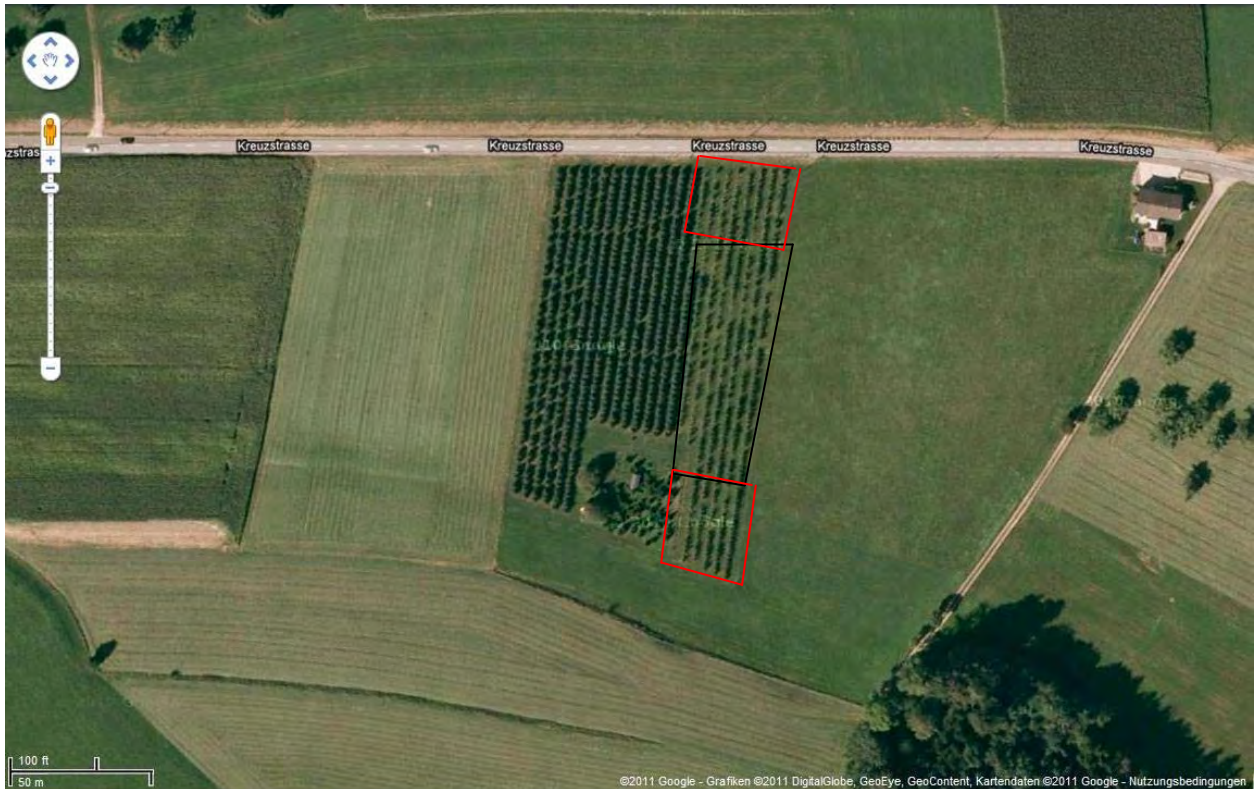 Kreuzstrasse Kreuzstrasse Kreuzstrasse Kreuzstrasse Kreuzstrasse
100 ft
50 m
©2011 Google - Grafiken ©2011 DigitalGlobe, GeoEye, GeoContent, Kartendaten ©2011 Google - Nutzungsbedingungen